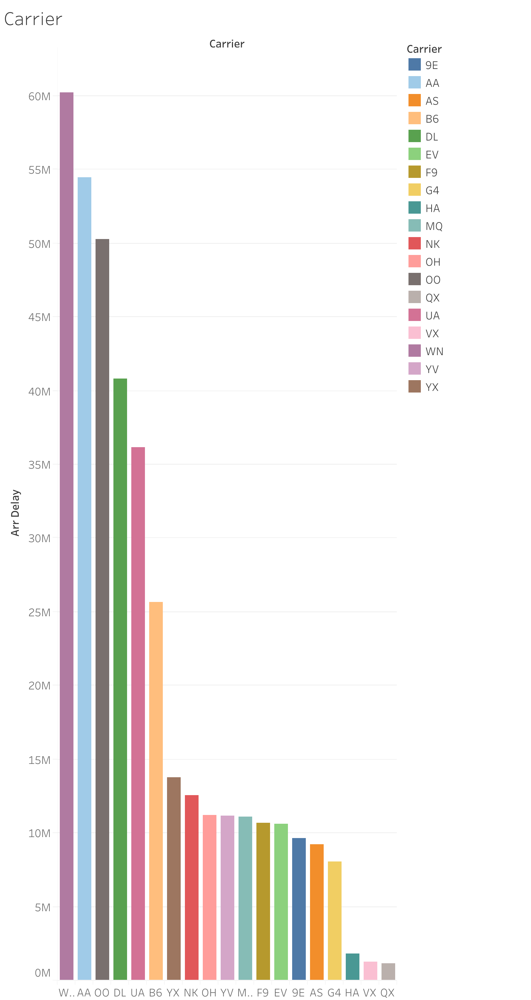 Carrier
Carrier
60M
55M
50M
45M
40M
35M
30M
25M
20M
15M
10M
5M
0M
Arr Delay
W.. AA OO DL UA B6 YX NK OH YV M.. F9 EV 9E AS G4 HA VX QX
Carrier
9E
AA
AS
B6
DL
EV
F9
G4
HA
MQ
NK
OH
OO
QX
UA
VX
WN
YV
YX